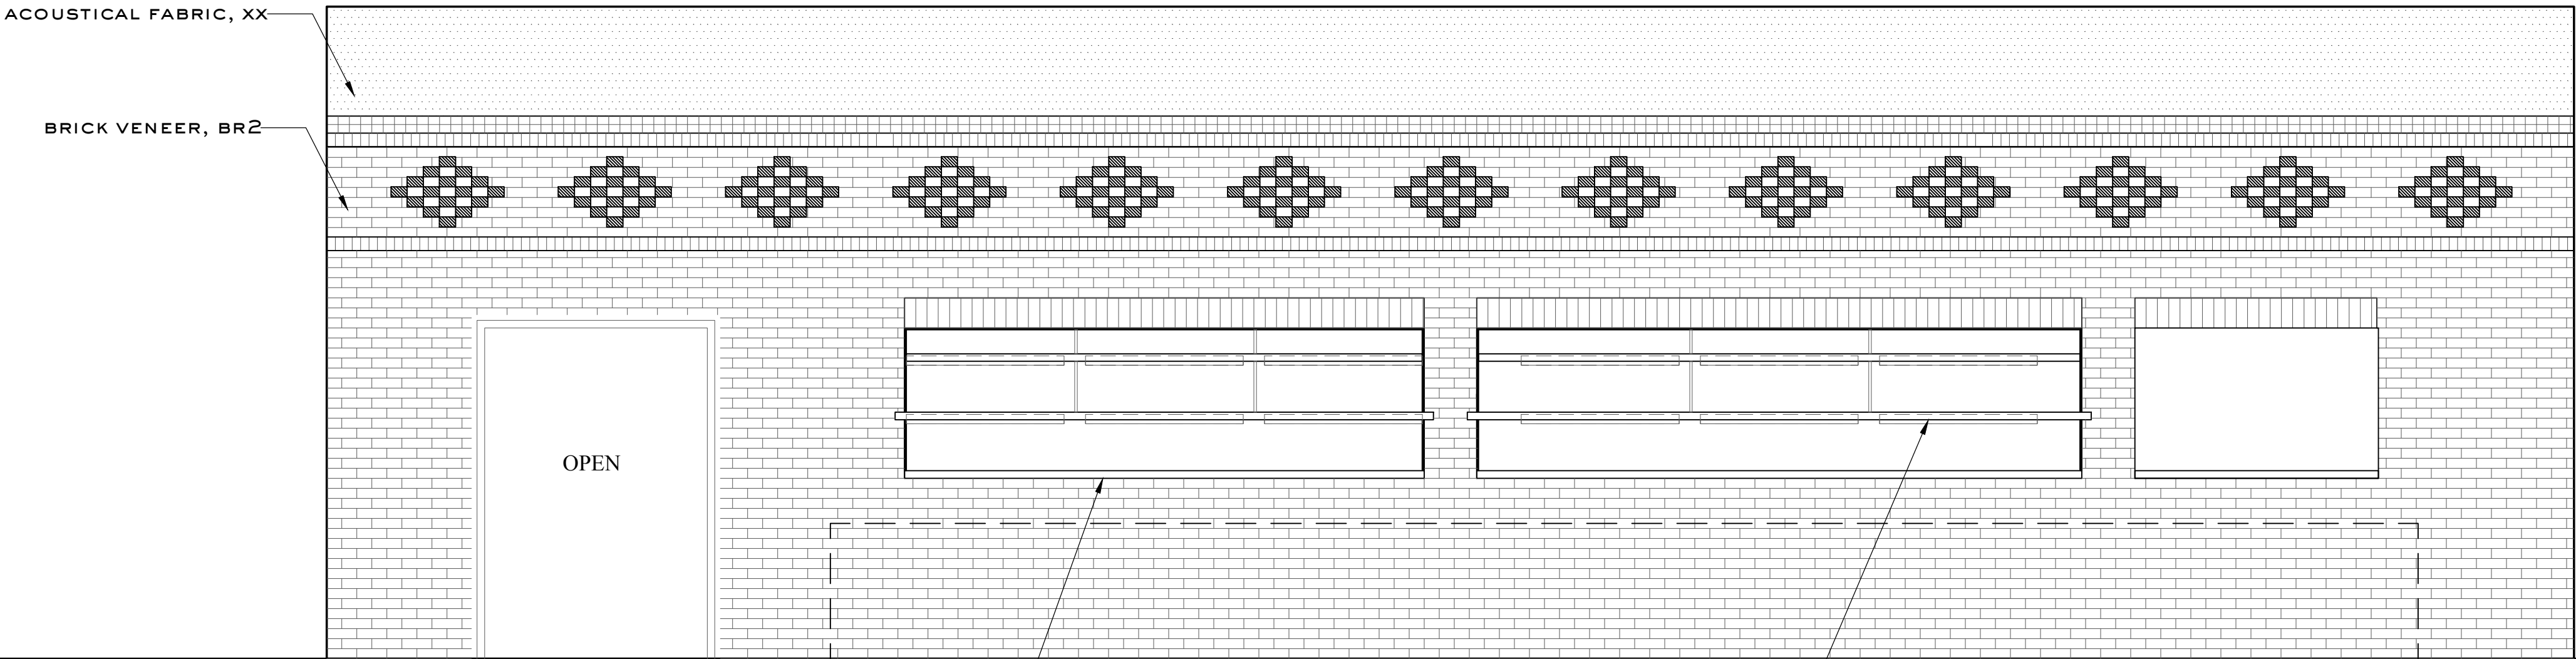 ACOUSTICAL FABRIC, XX
BRICK VENEER, BR2
OPEN